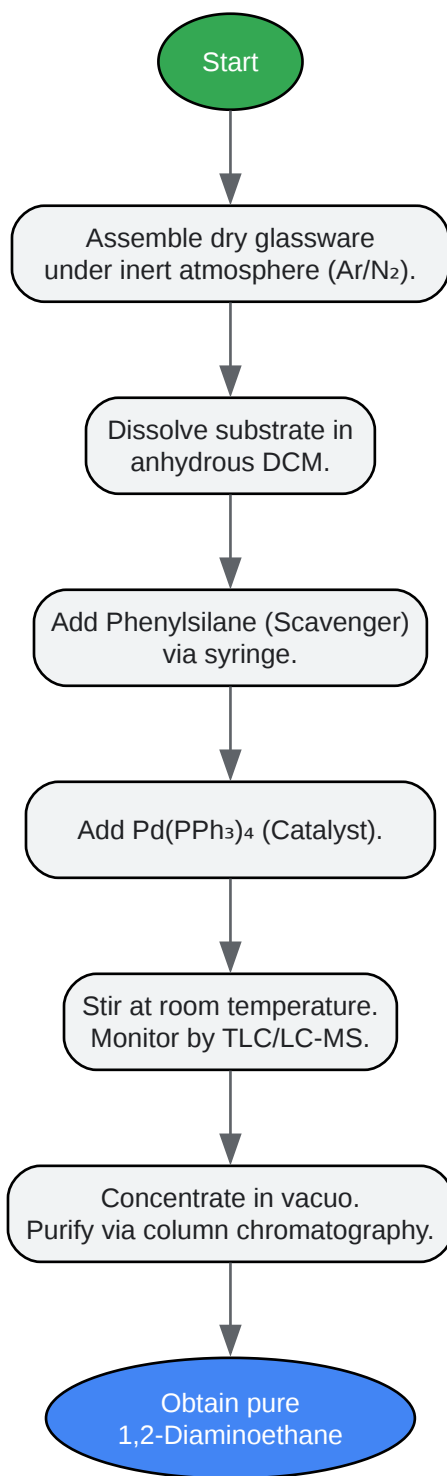 Start
Assemble dry glassware
under inert atmosphere (Ar/N₂).
Dissolve substrate in
anhydrous DCM.
Add Phenylsilane (Scavenger)
via syringe.
Add Pd(PPh₃)₄ (Catalyst).
Stir at room temperature.
Monitor by TLC/LC-MS.
Concentrate in vacuo.
Purify via column chromatography.
Obtain pure
1,2-Diaminoethane